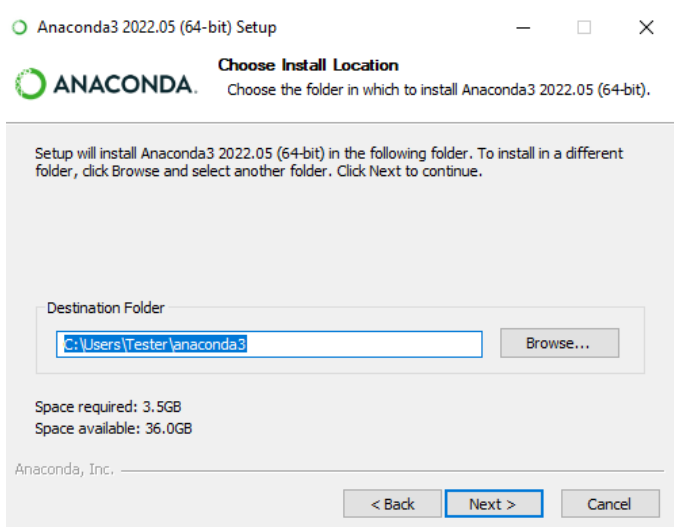 Anaconda3 2022.05 (64-bit) Setup
ANACONDA.
Choose Install Location
Choose the folder in which to install Anaconda3 2022.05 (64-bit).
Setup will install Anaconda3 2022.05 (64-bit) in the following folder. To install in a different
folder, click Browse and select another folder. Click Next to continue.
Destination Folder
C:\Users\Tester\anaconda3
Browse...
Space required: 3.5GB
Space available: 36.0GB
Anaconda, Inc.
< Back
Next >
Cancel